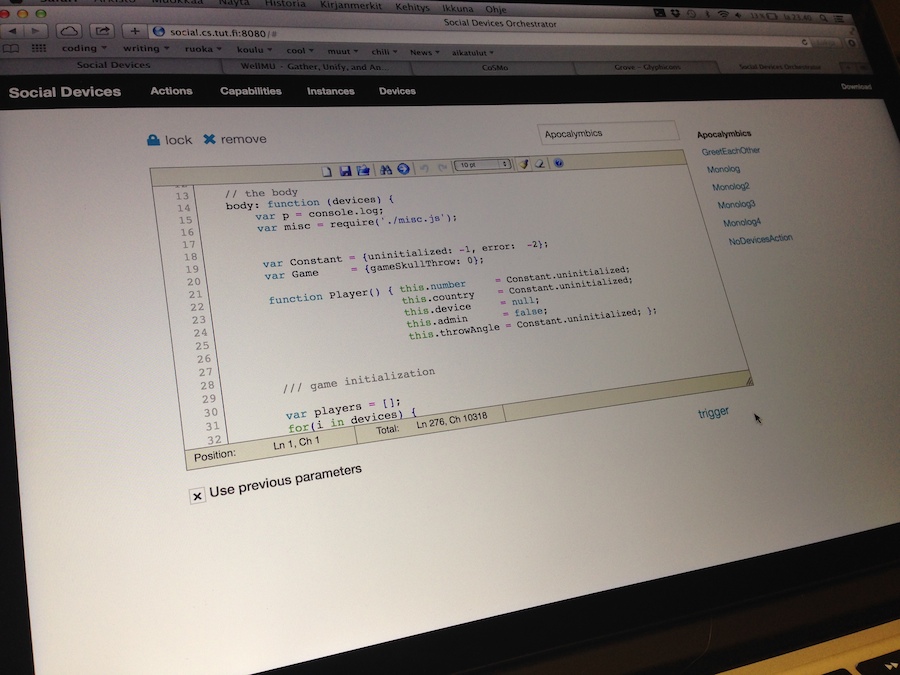 Historia Kirjanmerkit Kehitys Ikkuna Ohje
Social Devices Orchestrator
social.cs.tut.fi:8080/#
coding writing ruoka koulu cool muut chili News aikataulut
Social Devices WellMU – Gather, Unify, and An... CoSMo Grove – Glyphicons Social Devices Orchestrator
Social Devices Actions Capabilities Instances Devices Download
lock remove Apocalymbics
Apocalymbics
GreetEachOther
Monolog
Monolog2
Monolog3
Monolog4
NoDevicesAction
10 pt
13 // the body
14 body: function (devices) {
15 var p = console.log;
16 var misc = require('./misc.js');
17
18 var Constant = {uninitialized: -1, error: -2};
19 var Game = {gameSkullThrow: 0};
20
21 function Player() { this.number = Constant.uninitialized;
22 this.country = Constant.uninitialized;
23 this.device = null;
24 this.admin = false;
25 this.throwAngle = Constant.uninitialized; };
26
27
28 /// game initialization
29
30 var players = [];
31 for(i in devices) {
32
Position: Ln 1, Ch 1 Total: Ln 276, Ch 10318
trigger
Use previous parameters